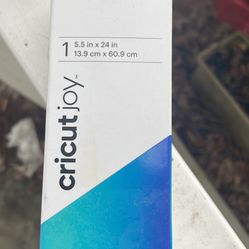 1 5.5 in x 24 in
13.9 cm x 60.9 cm
cricut joy